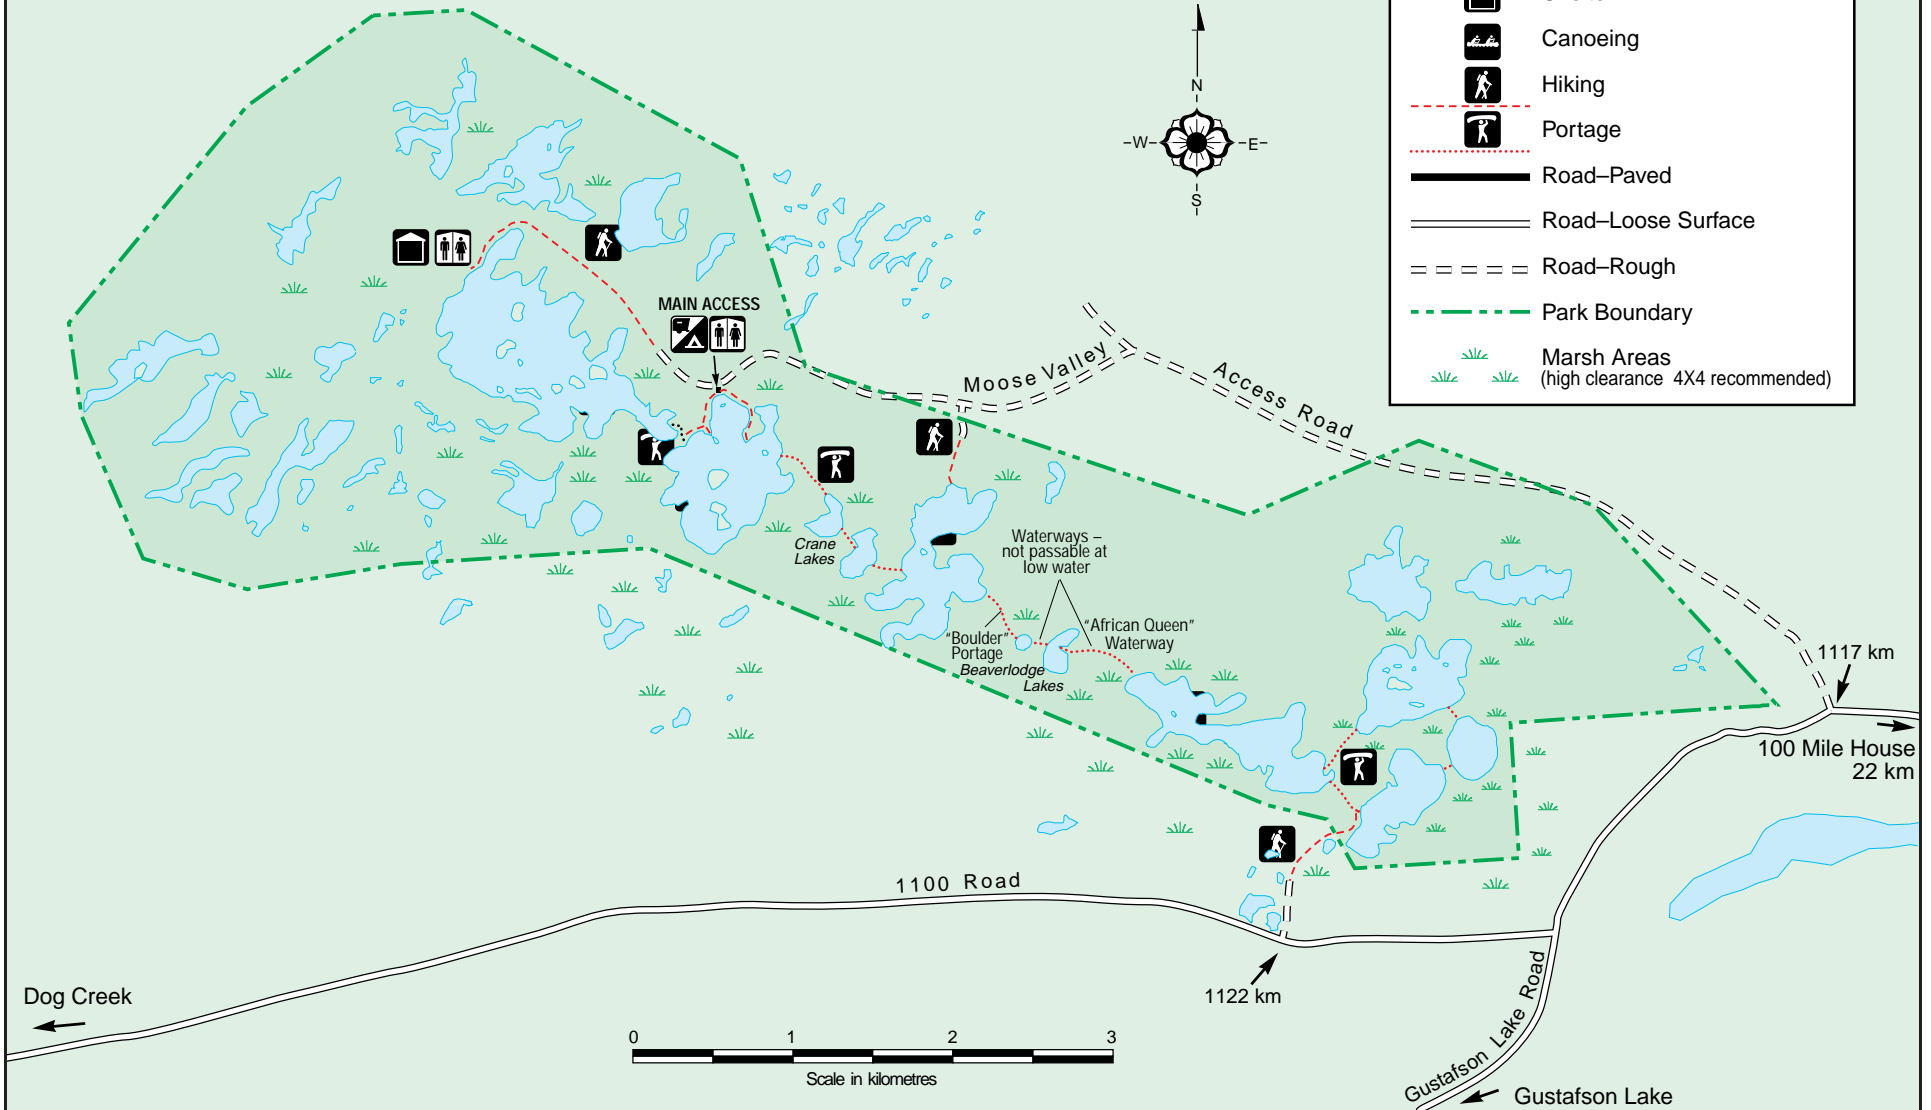 Canoeing
Hiking
Portage
Road–Paved
Road–Loose Surface
Road–Rough
Park Boundary
Marsh Areas
(high clearance 4X4 recommended)
N
W
E
S
MAIN ACCESS
Moose Valley
Access Road
Crane
Lakes
Waterways –
not passable at
low water
"African Queen"
Waterway
"Boulder"
Portage
Beaverlodge
Lakes
1117 km
100 Mile House
22 km
1100 Road
1122 km
Dog Creek
0 1 2 3
Scale in kilometres
Gustafson Lake Road
Gustafson Lake